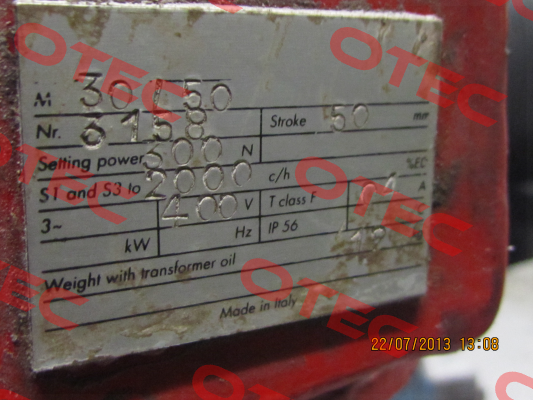 M 30/50
Nr. 6158 Stroke 50 mm
Setting power 300 N
S1 and S3 to 2000 c/h %EC
3~ 400 V T class F A
kW Hz IP 56
Weight with transformer oil
Made in Italy
22/07/2013 13:08
OTEC